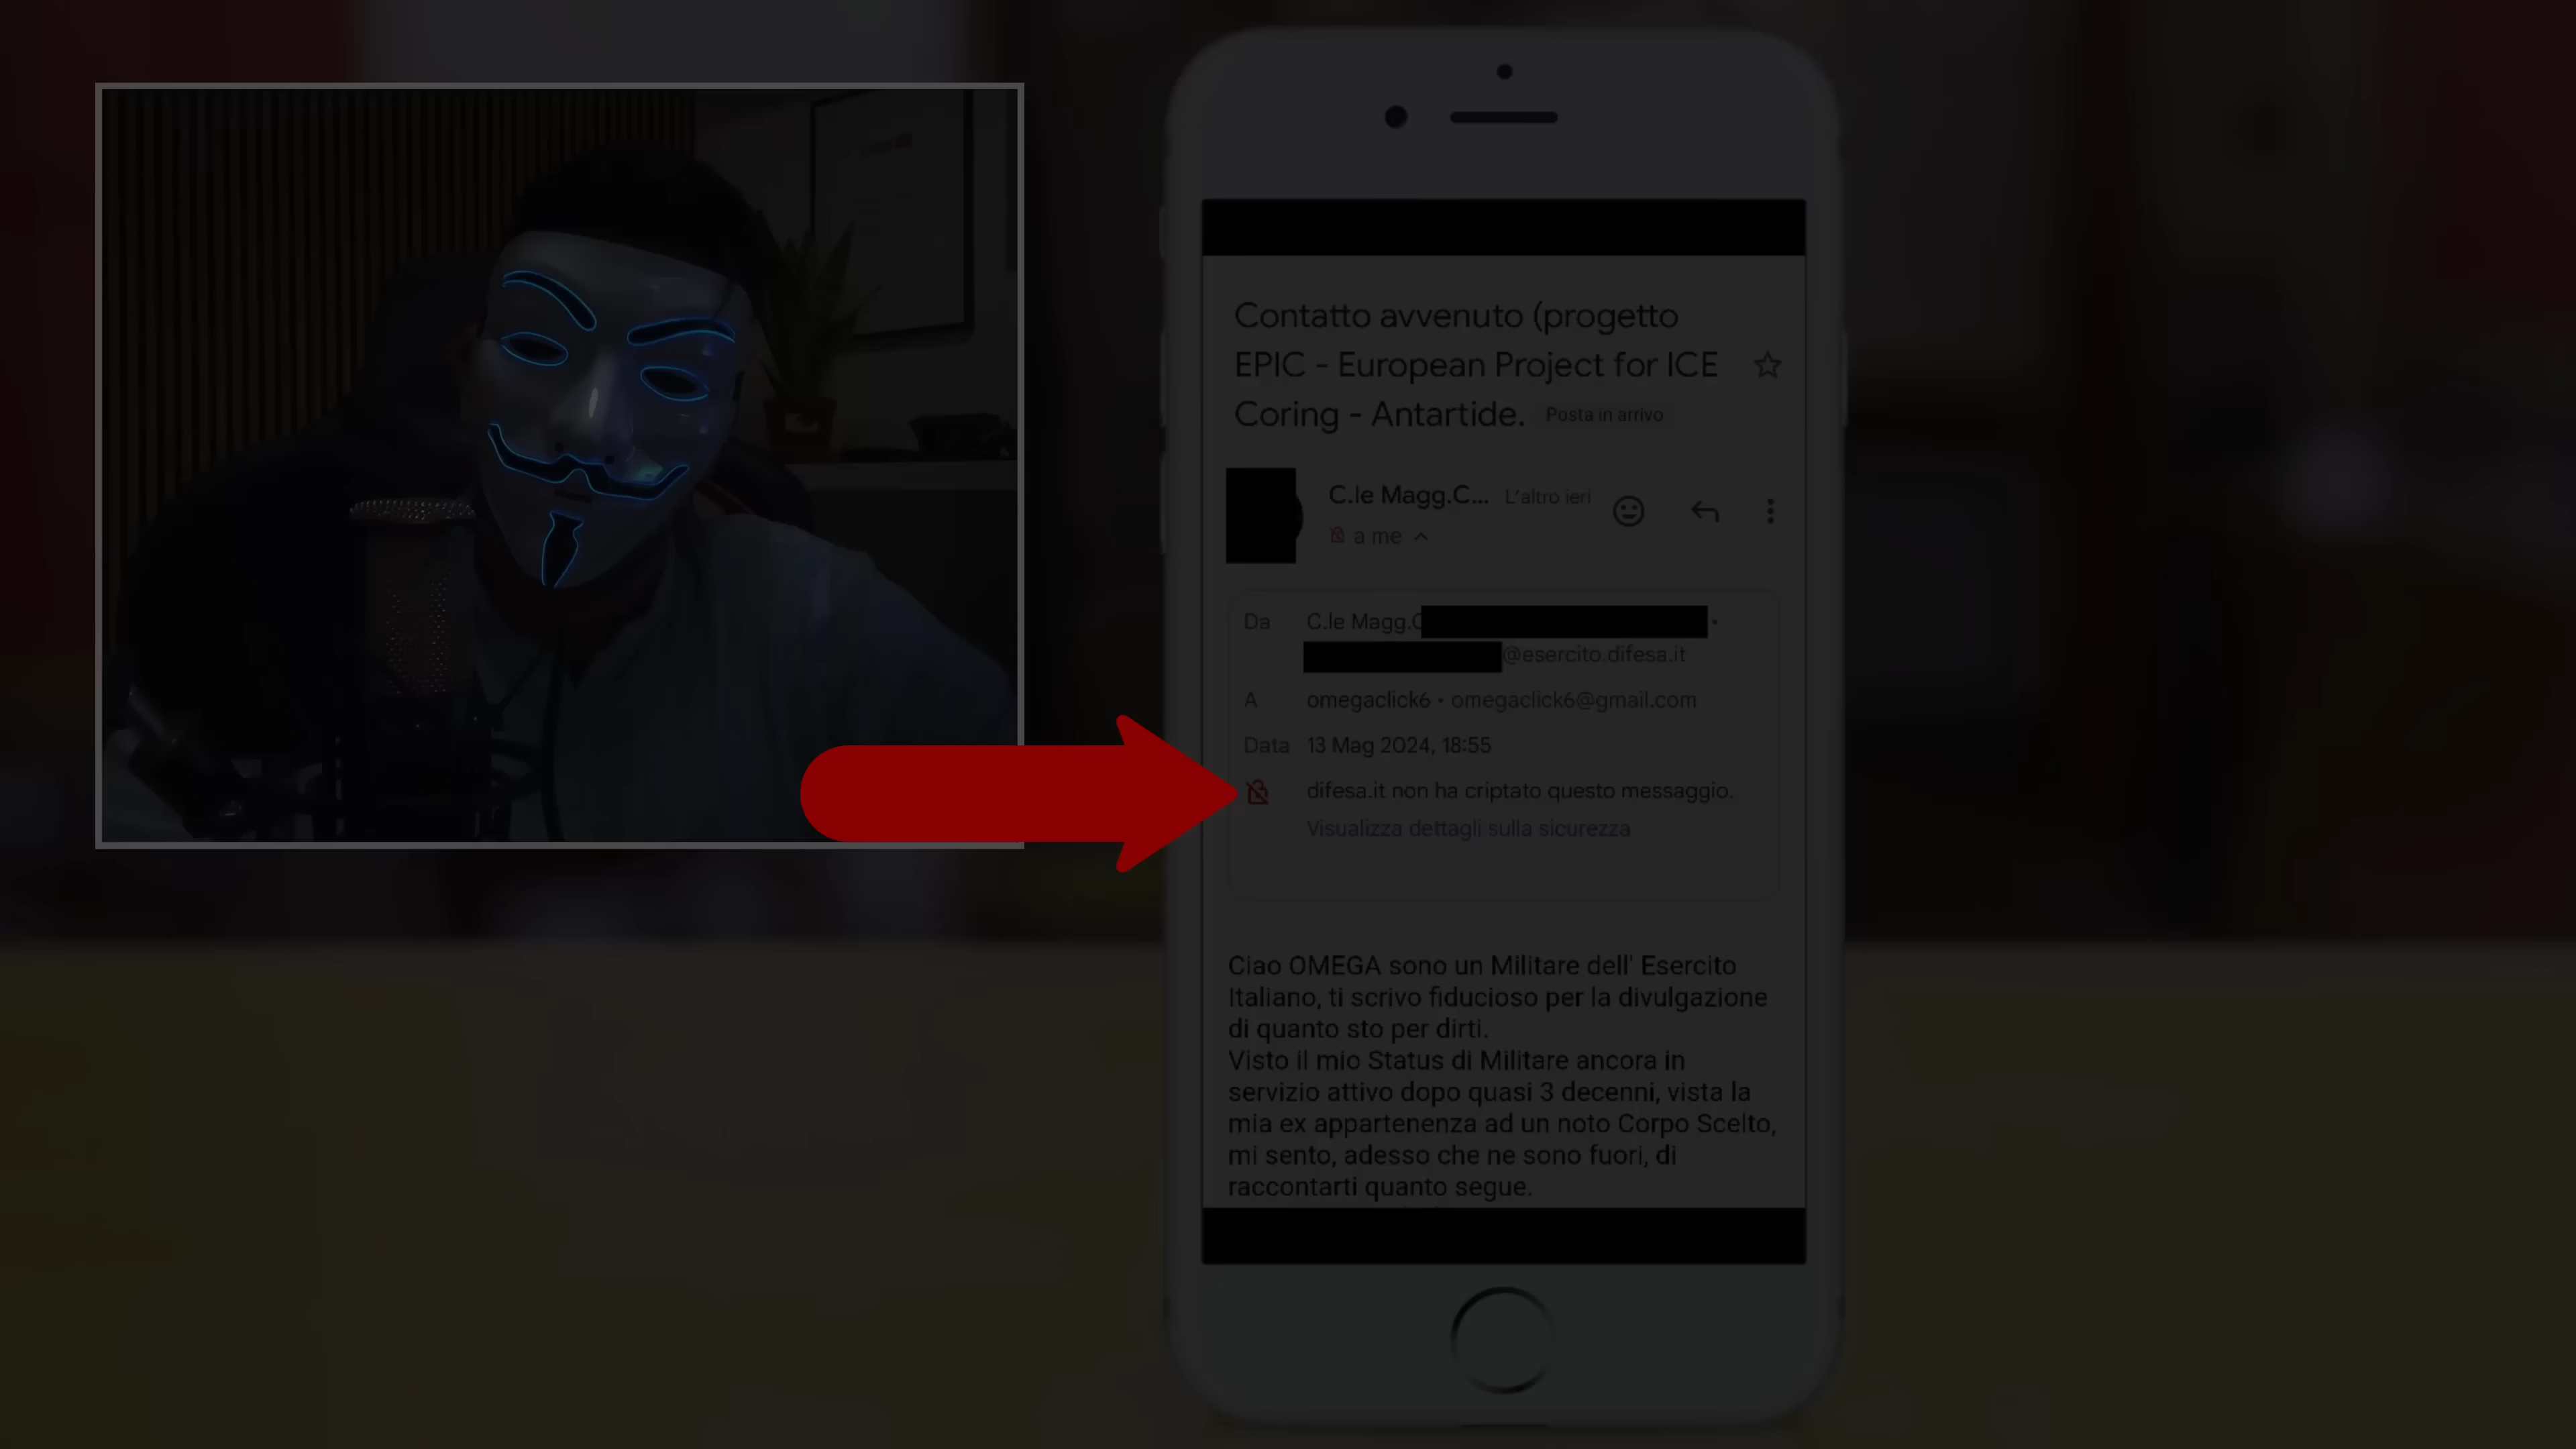 Contatto avvenuto (progetto
EPIC - European Project for ICE
Coring - Antartide. Posta in arrivo
C.le Magg.C... L'altro ieri
a me
Da C.le Magg.C
@esercito.difesa.it
A omegaclick6 • omegaclick6@gmail.com
Data 13 Mag 2024, 18:55
difesa.it non ha criptato questo messaggio.
Visualizza dettagli sulla sicurezza
Ciao OMEGA sono un Militare dell' Esercito
Italiano, ti scrivo fiducioso per la divulgazione
di quanto sto per dirti.
Visto il mio Status di Militare ancora in
servizio attivo dopo quasi 3 decenni, vista la
mia ex appartenenza ad un noto Corpo Scelto,
mi sento, adesso che ne sono fuori, di
raccontarti quanto segue.